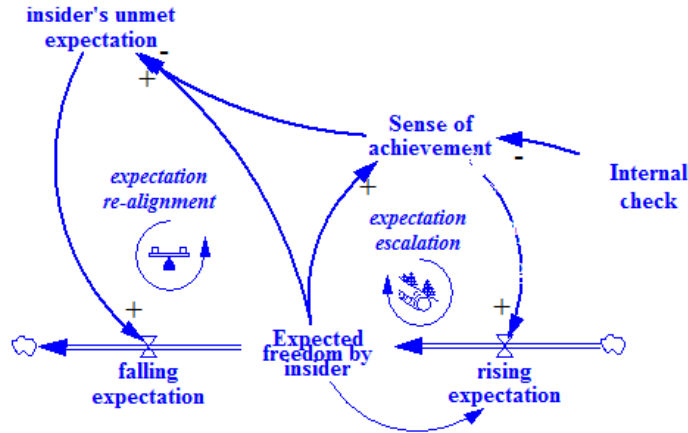 insider's unmet
expectation
-
+
Sense of
achievement
-
Internal
check
+
expectation
re-alignment
expectation
escalation
+
+
Expected
freedom by
insider
falling
expectation
rising
expectation